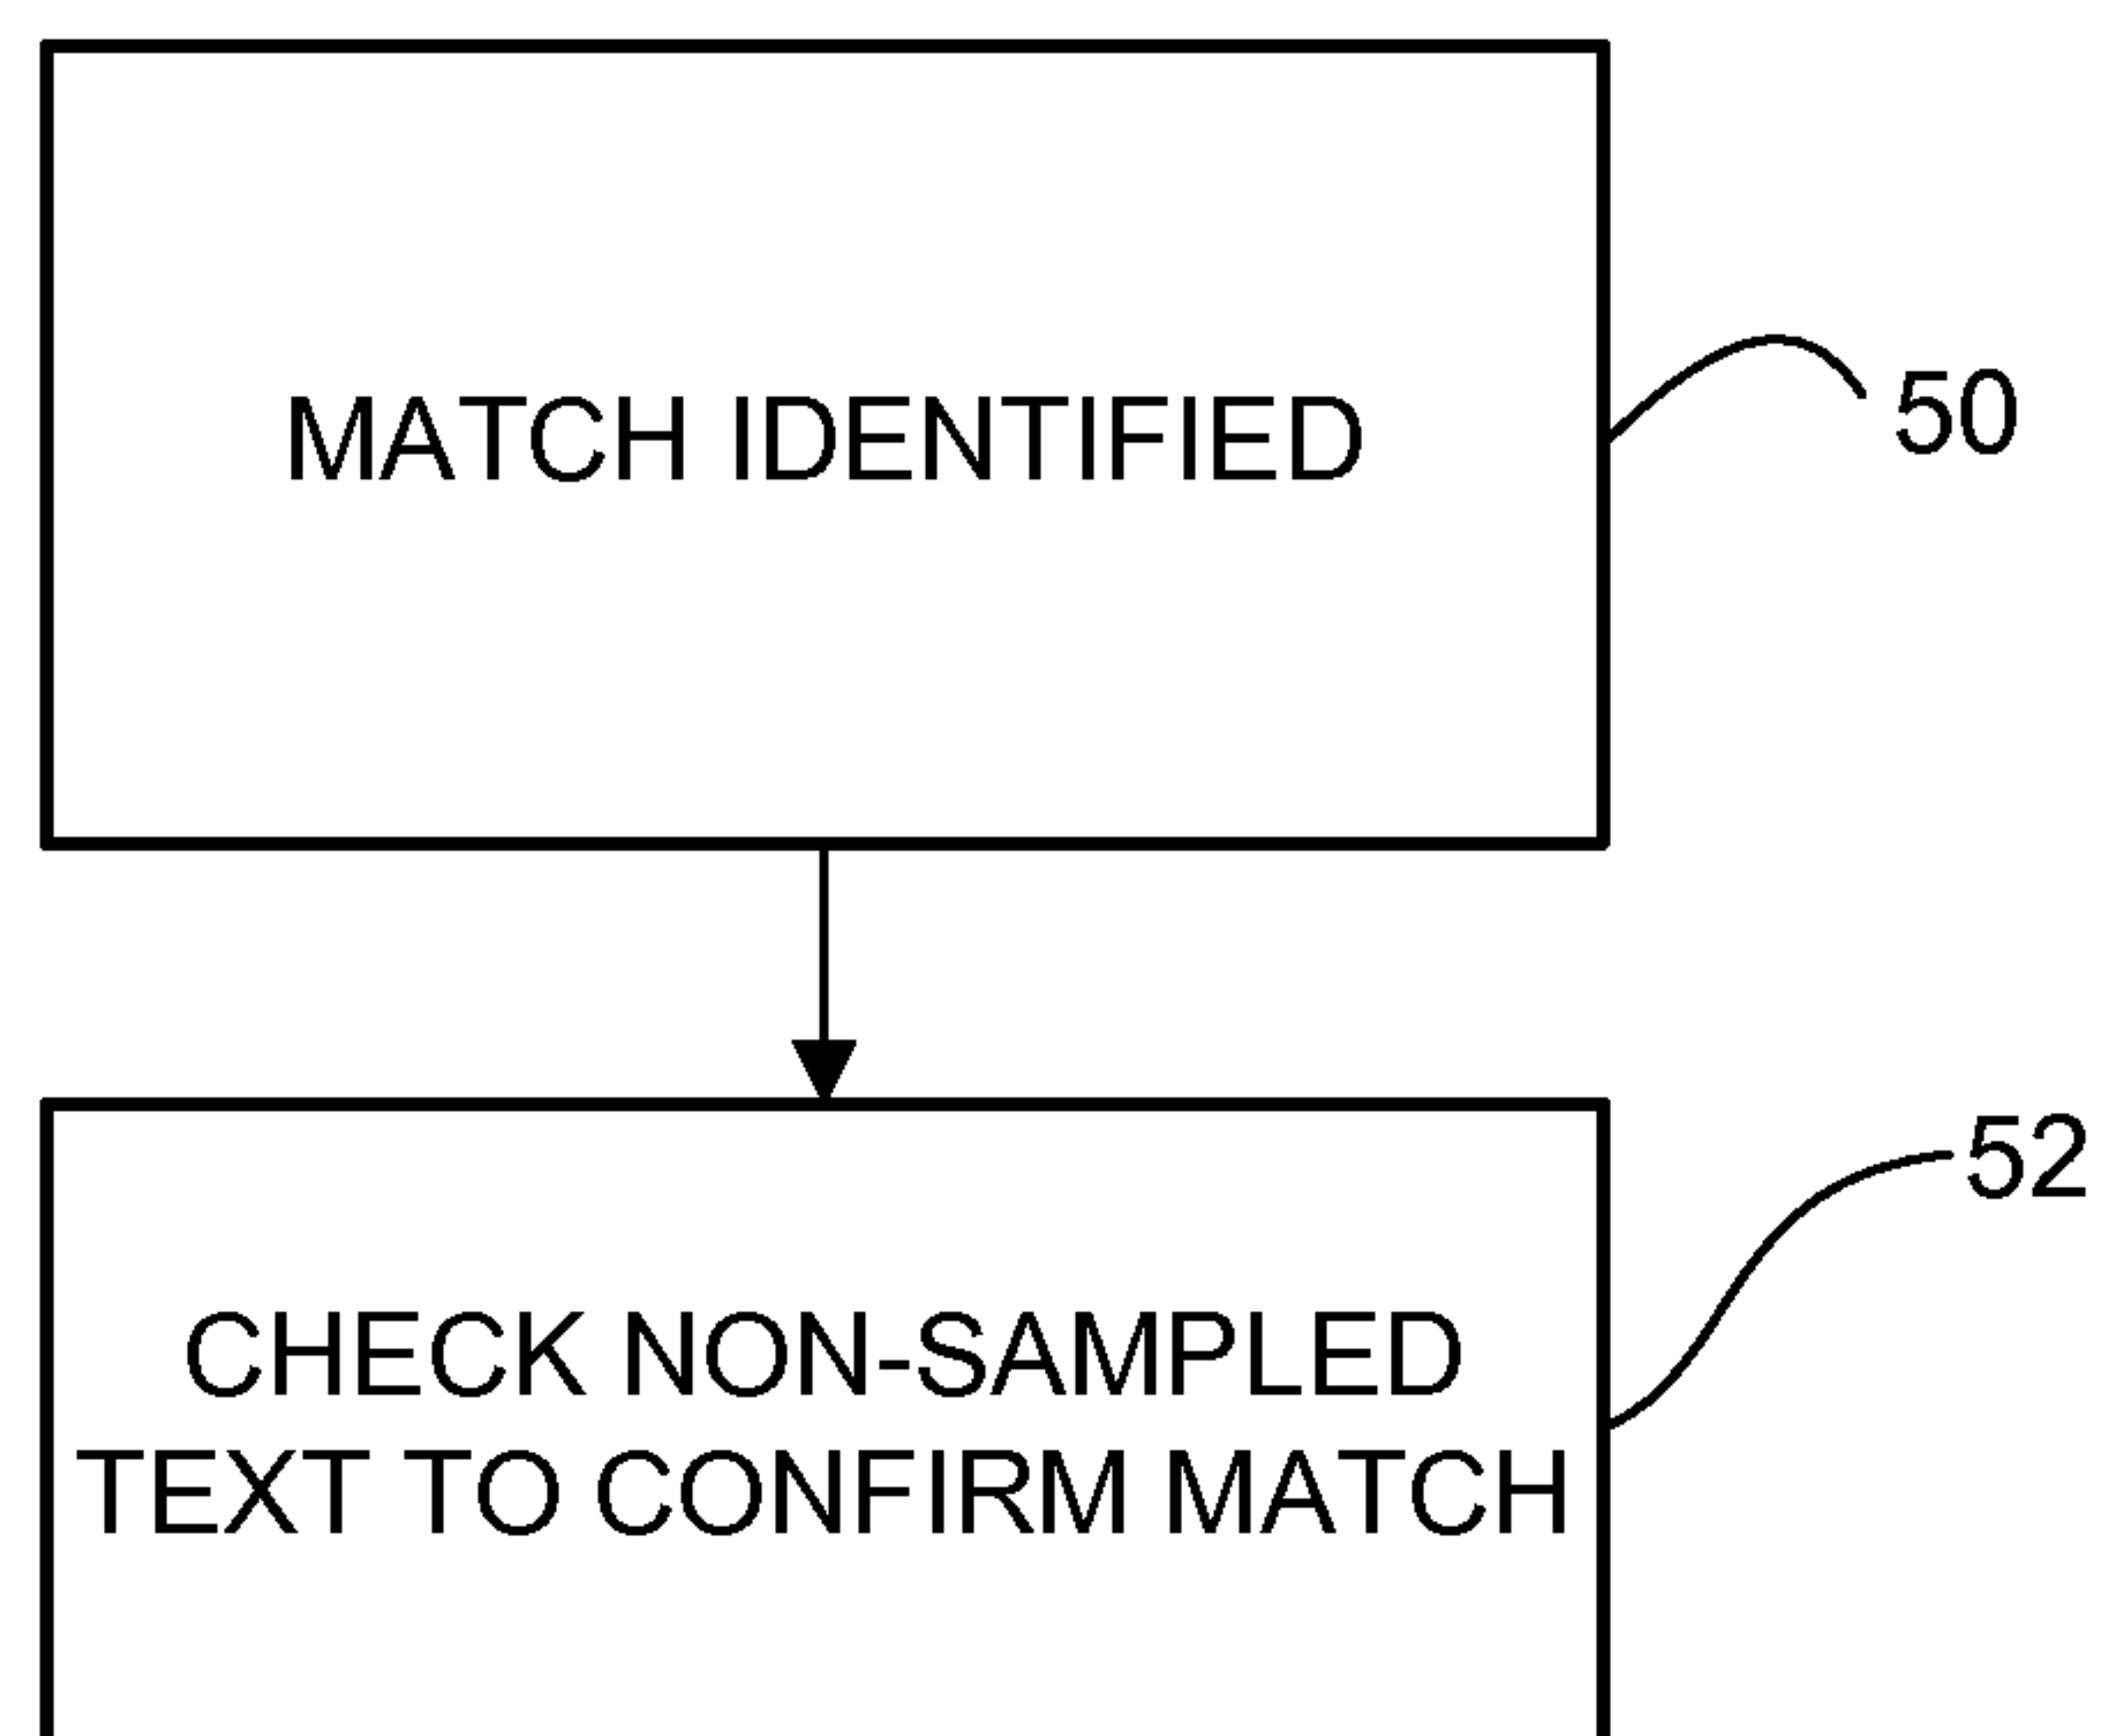 MATCH IDENTIFIED
50
52
CHECK NON-SAMPLED
TEXT TO CONFIRM MATCH